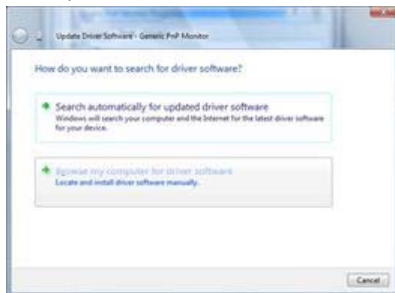 Update Driver Software - Generic PnP Monitor
How do you want to search for driver software?
Search automatically for updated driver software
Windows will search your computer and the Internet for the latest driver software
for your device.
Browse my computer for driver software
Locate and install driver software manually.
Cancel